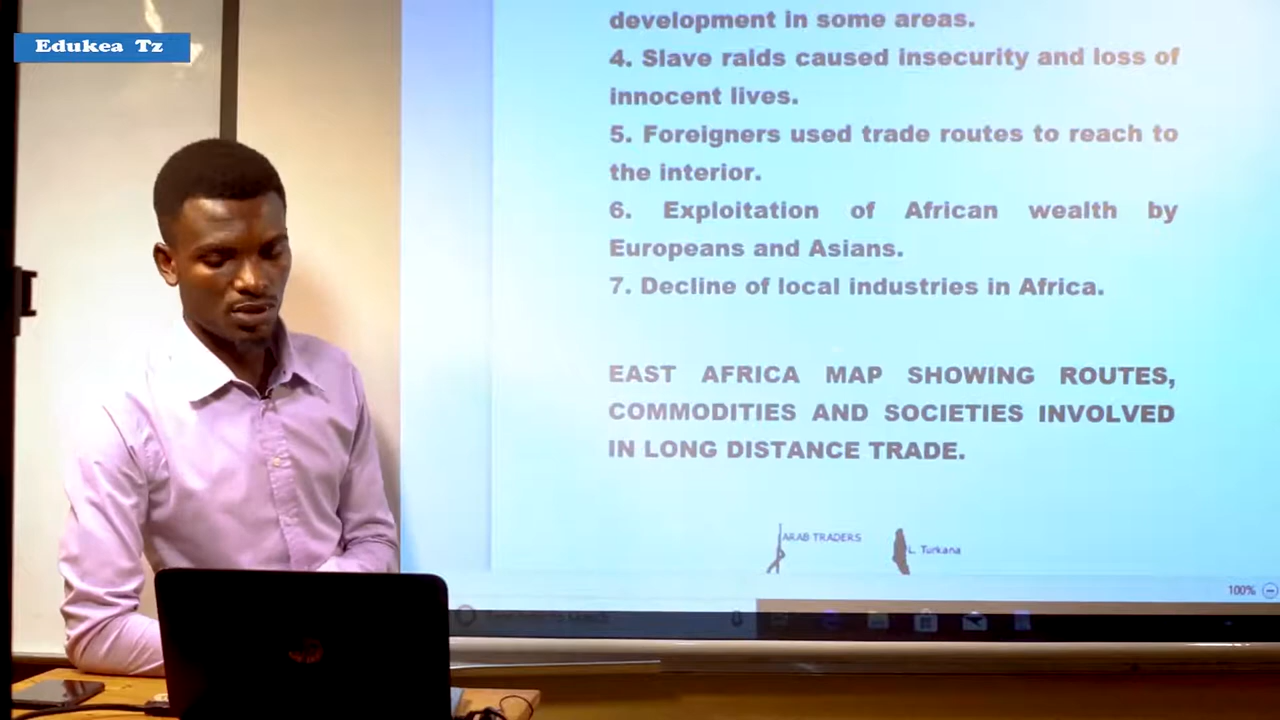 Edukea Tz
development in some areas.
4. Slave raids caused insecurity and loss of
innocent lives.
5. Foreigners used trade routes to reach to
the interior.
6. Exploitation of African wealth by
Europeans and Asians.
7. Decline of local industries in Africa.
EAST AFRICA MAP SHOWING ROUTES,
COMMODITIES AND SOCIETIES INVOLVED
IN LONG DISTANCE TRADE.
ARAB TRADERS
L. Turkana
100%